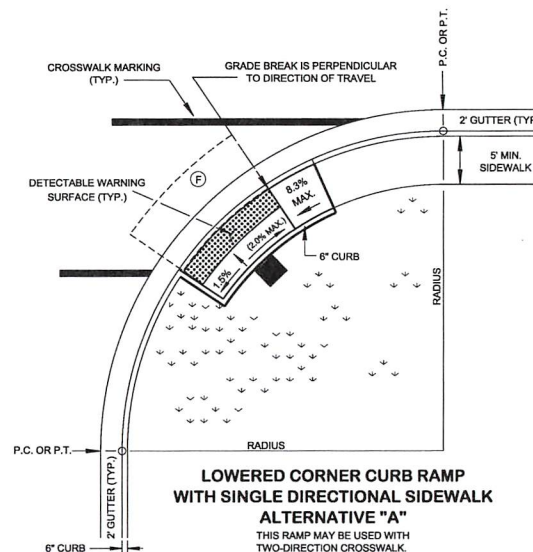 CROSSWALK MARKING
(TYP.)
GRADE BREAK IS PERPENDICULAR
TO DIRECTION OF TRAVEL
P.C. OR P.T.
2' GUTTER (TYP
5' MIN.
SIDEWALK
F
DETECTABLE WARNING
SURFACE (TYP.)
8.3%
MAX.
(2.0% MAX.)
1.5%
6" CURB
RADIUS
RADIUS
P.C. OR P.T.
2' GUTTER (TYP.)
6" CURB
LOWERED CORNER CURB RAMP
WITH SINGLE DIRECTIONAL SIDEWALK
ALTERNATIVE "A"
THIS RAMP MAY BE USED WITH
TWO-DIRECTION CROSSWALK.